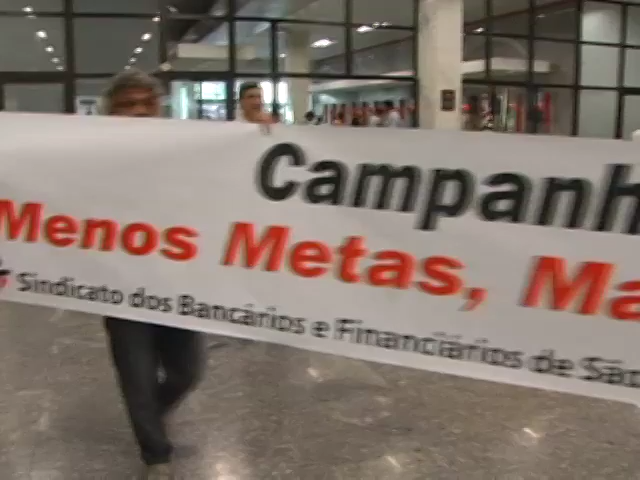 Campanh
Menos Metas, Ma
Sindicato dos Bancários e Financiários de São